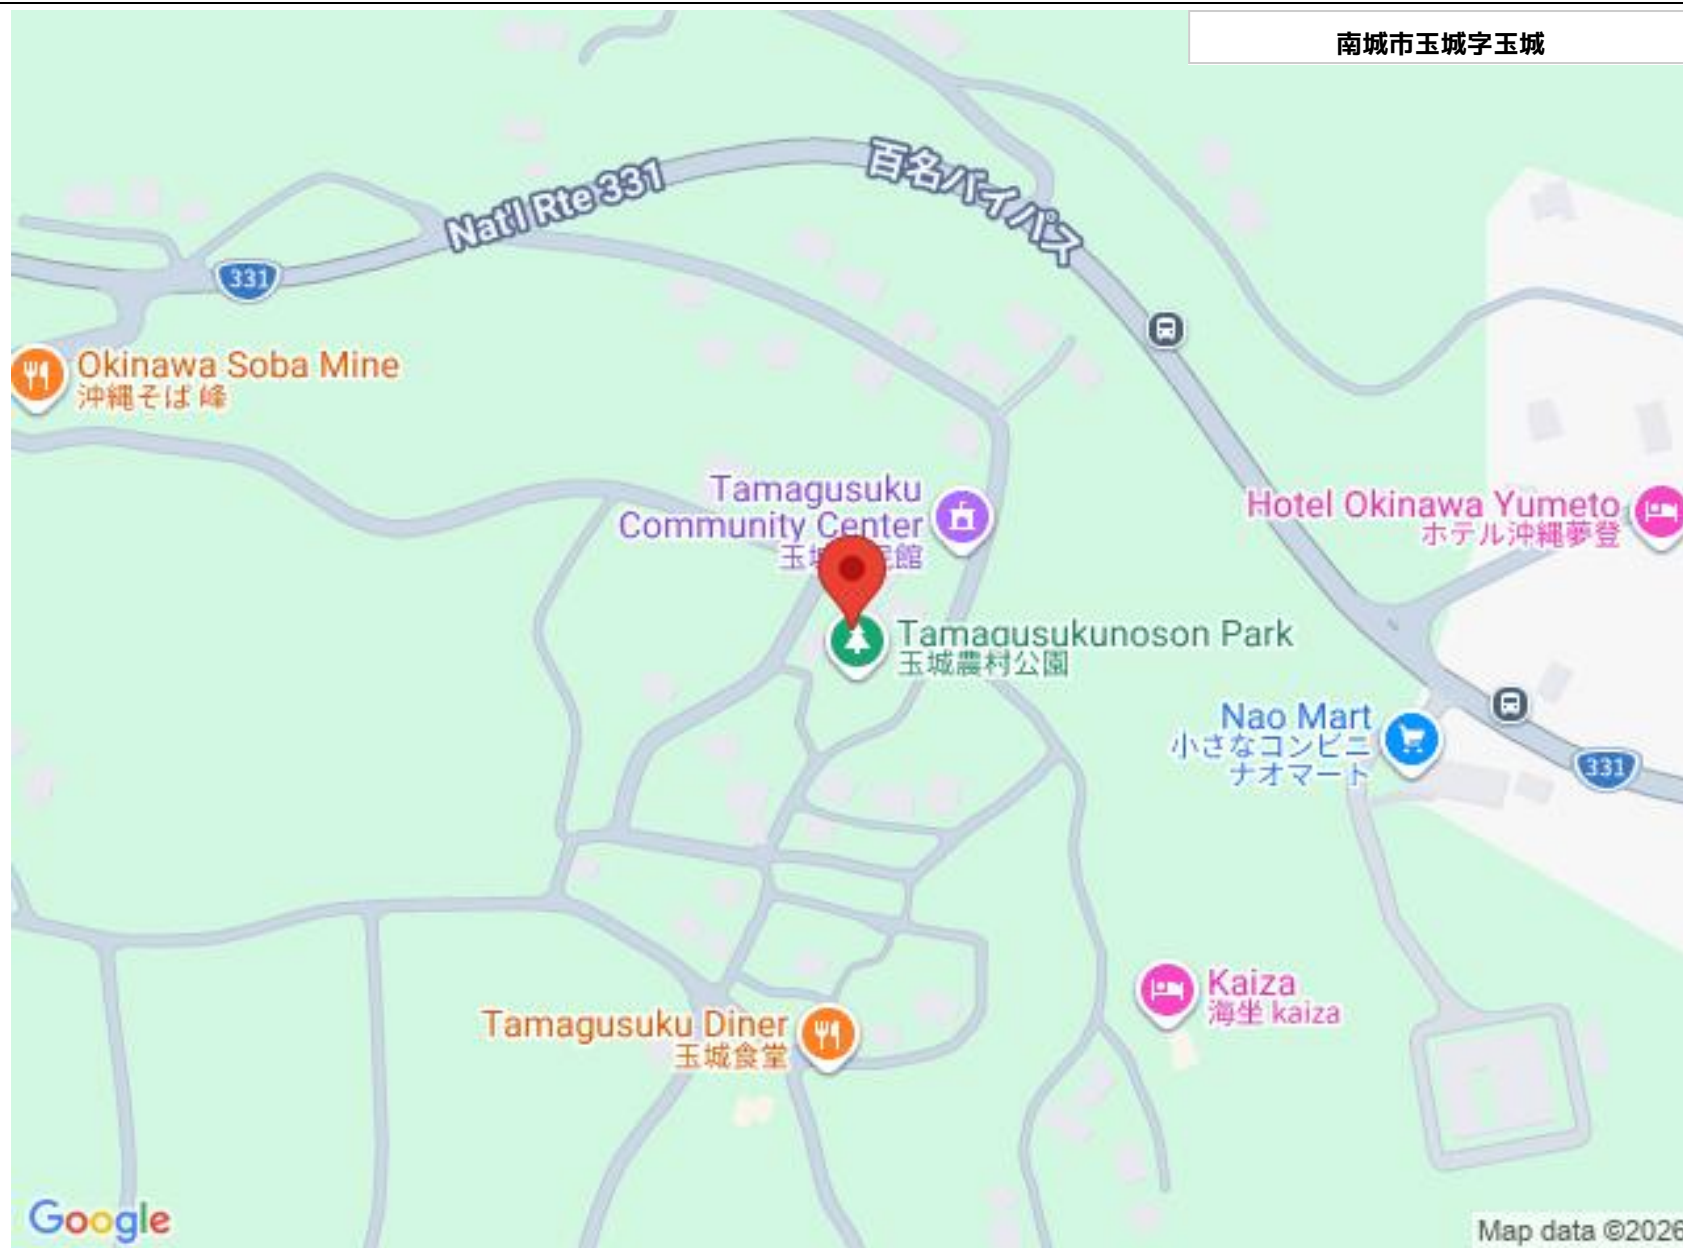 南城市玉城字玉城
百名バイパス
Nat'l Rte 331
331
Okinawa Soba Mine
沖縄そば 峰
Tamagusuku
Community Center
館
Hotel Okinawa Yumeto
ホテル沖縄夢登
Tamagusukunoson Park
玉城農村公園
Nao Mart
小さなコンビニ
ナオマート
331
Kaiza
海坐 kaiza
Tamagusuku Diner
玉城食堂
Google
Map data ©2026